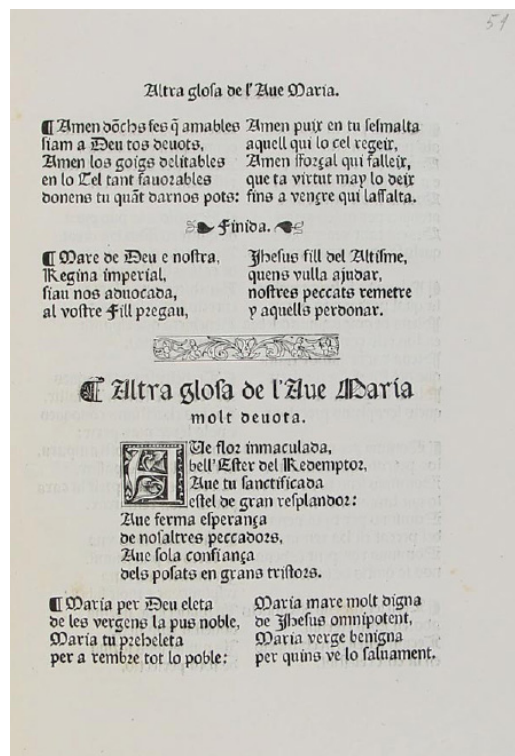 51
Altra glosa de l'Aue Maria.
¶ Amen dōchs fes q̄ amables
siam a Deu tos deuots,
Amen los goigs delitables
en lo Cel tant fauorables
donens tu quāt darnos pots:
Amen puix en tu sesmalta
aquell qui lo cel regeix,
Amen fforçal qui falleix,
que ta virtut may lo deix
fins a vençre qui lassalta.
Finida.
¶ Mare de Deu e nostra,
Regina imperial,
siau nos aduocada,
al vostre Fill pregau,
Jhesus fill del Altisme,
quens vulla ajudar,
nostres peccats remetre
y aquells perdonar.
¶ Altra glosa de l'Aue Maria
molt deuota.
AUe flor inmaculada,
bell' Ester del Redemptor,
Aue tu sanctificada
estel de gran resplandor:
Aue ferma esperança
de nosaltres peccadors,
Aue sola confiança
dels posats en grans tristors.
¶ Maria per Deu eleta
de les vergens la pus noble,
Maria tu preheleta
per a rembre tot lo poble:
Maria mare molt digna
de Jhesus omnipotent,
Maria verge benigna
per quins ve lo saluament.